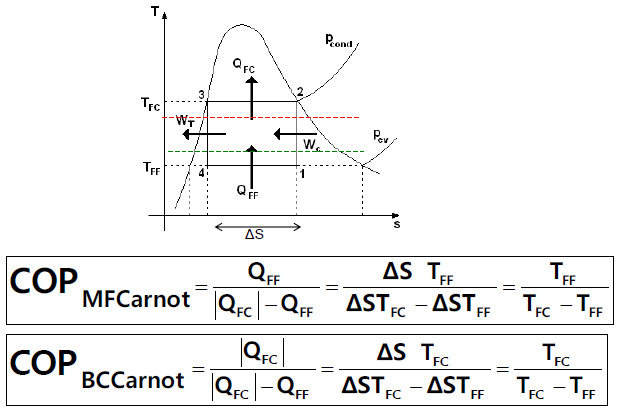 T
p_cond
Q_FC
3 2
T_FC
W_T W_c
p_ev
T_FF
4 1
Q_FF
s
ΔS
COP_MFCarnot = Q_FF / (|Q_FC| − Q_FF) = ΔS T_FF / (ΔST_FC − ΔST_FF) = T_FF / (T_FC − T_FF)
COP_BCCarnot = |Q_FC| / (|Q_FC| − Q_FF) = ΔS T_FC / (ΔST_FC − ΔST_FF) = T_FC / (T_FC − T_FF)